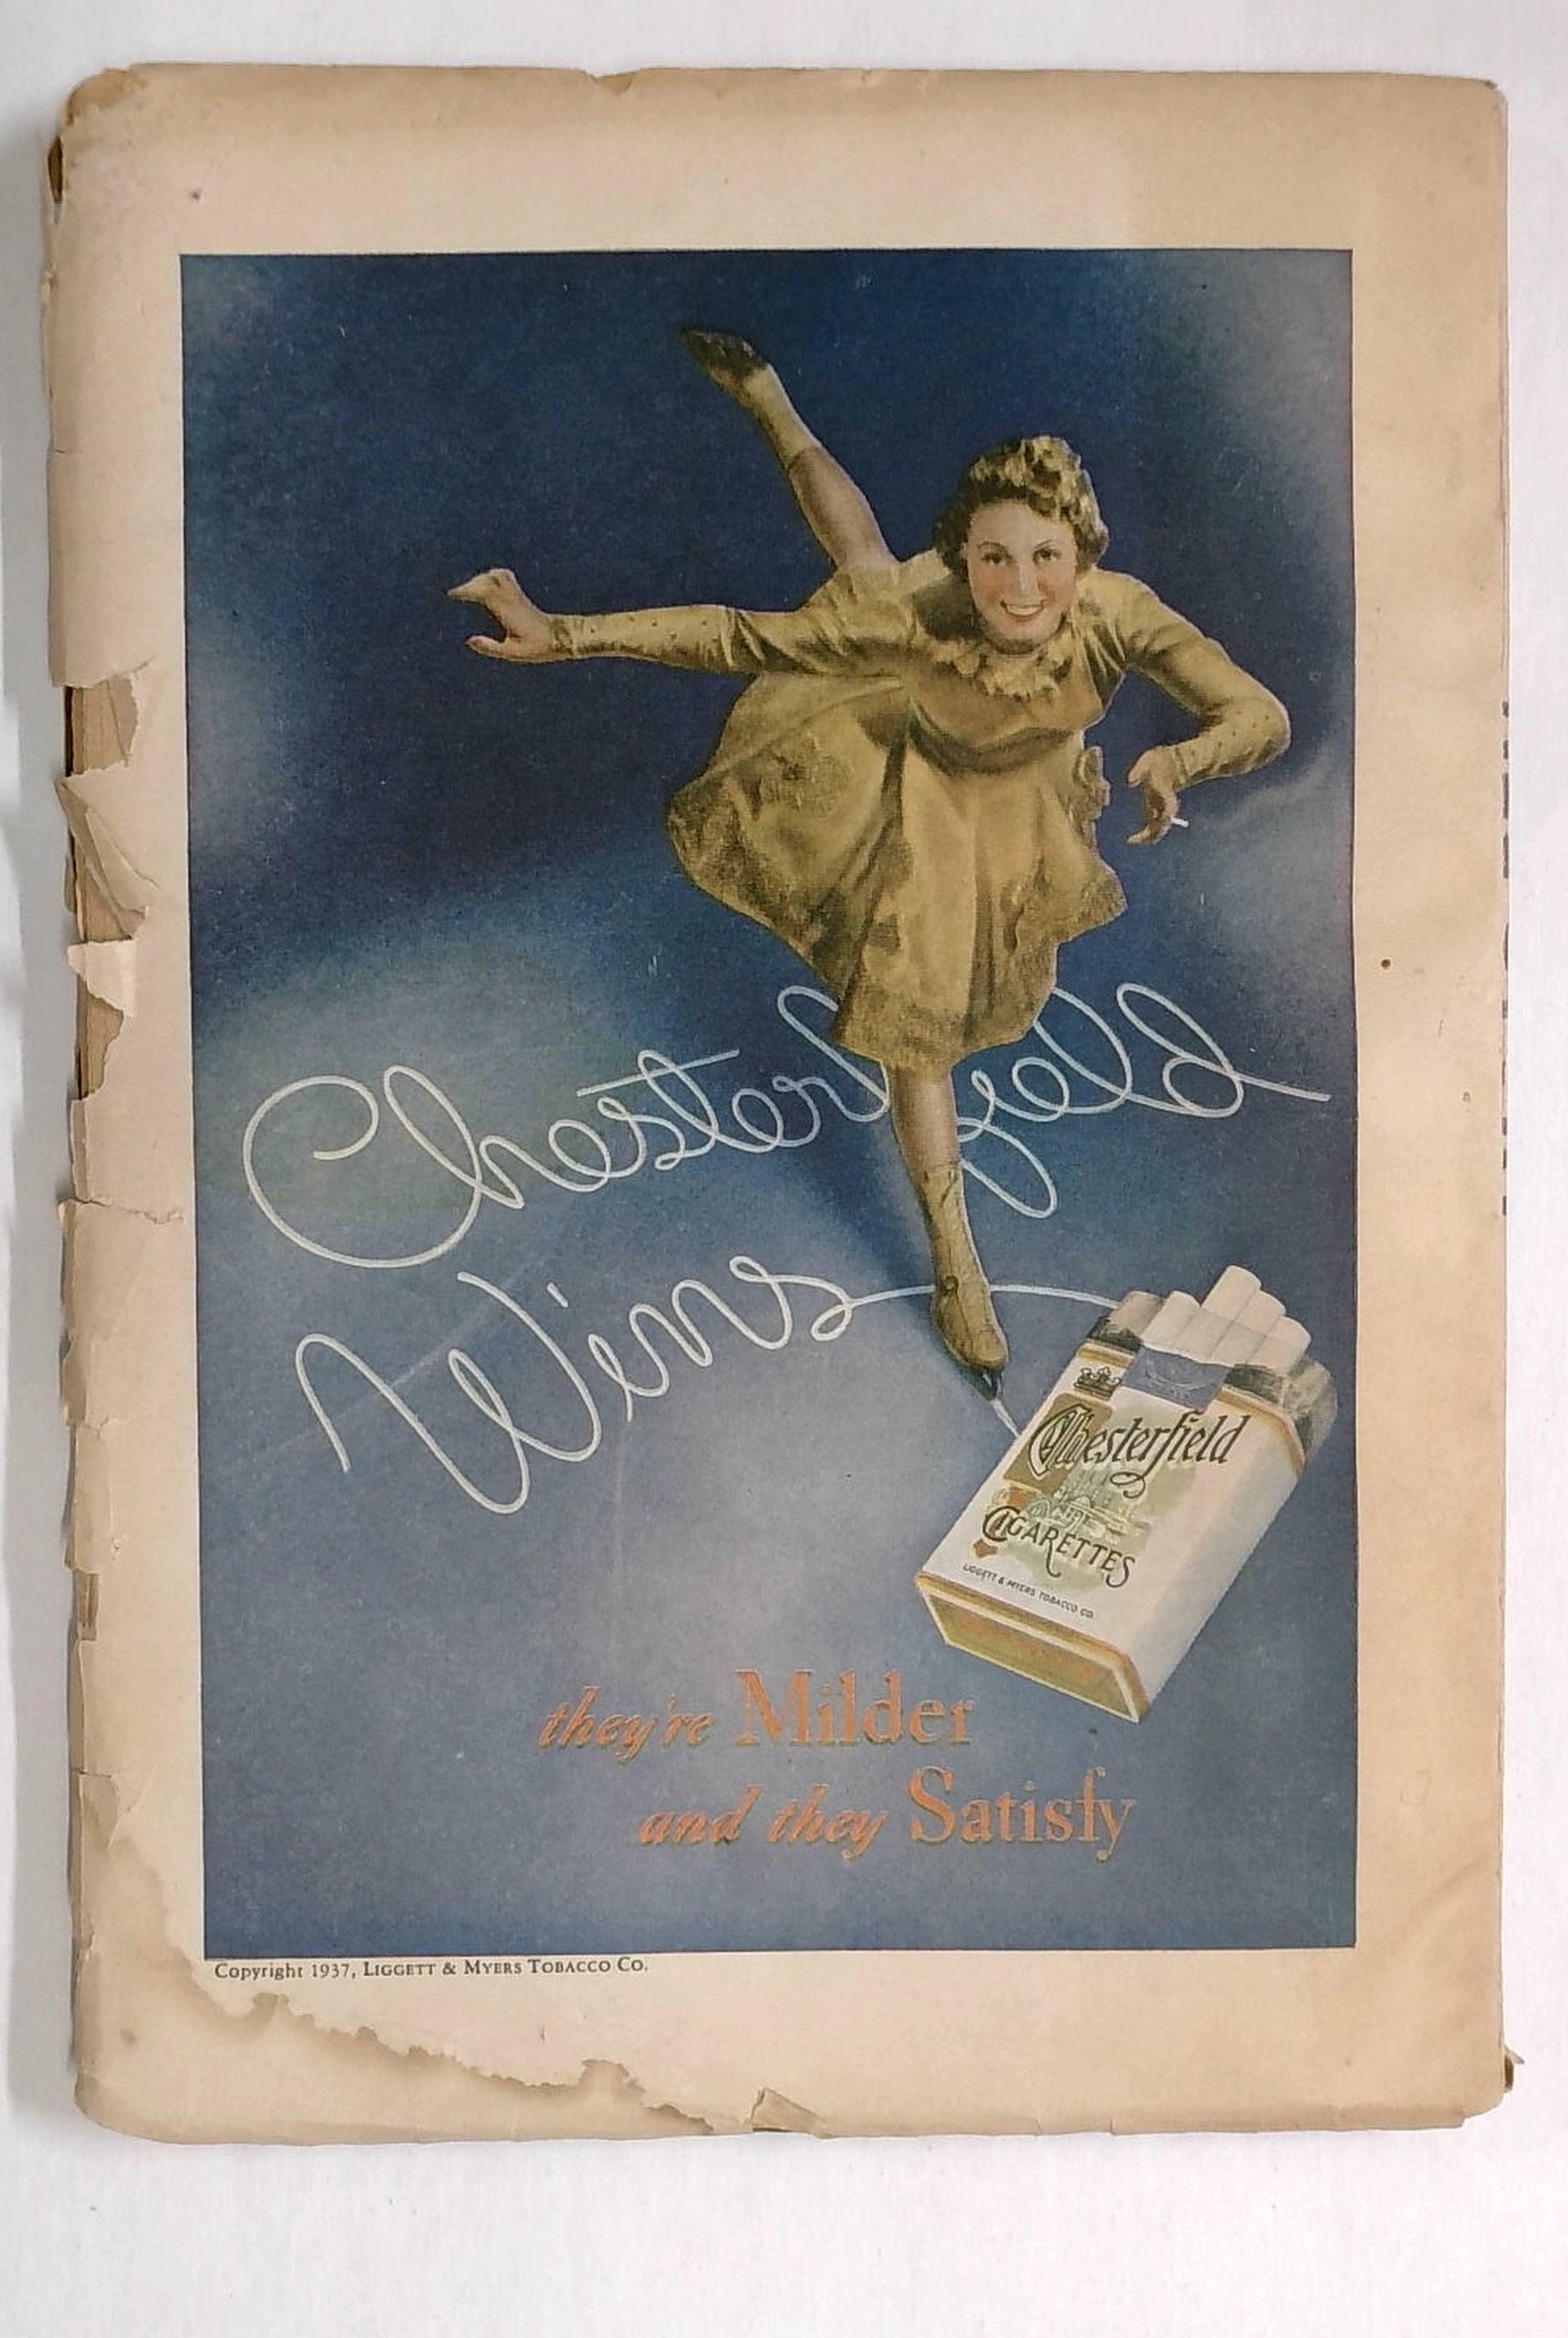 Chesterfield
Wins
Chesterfield
CIGARETTES
LIGGETT & MYERS TOBACCO CO.
they're Milder
and they Satisfy
Copyright 1937, LIGGETT & MYERS TOBACCO CO.